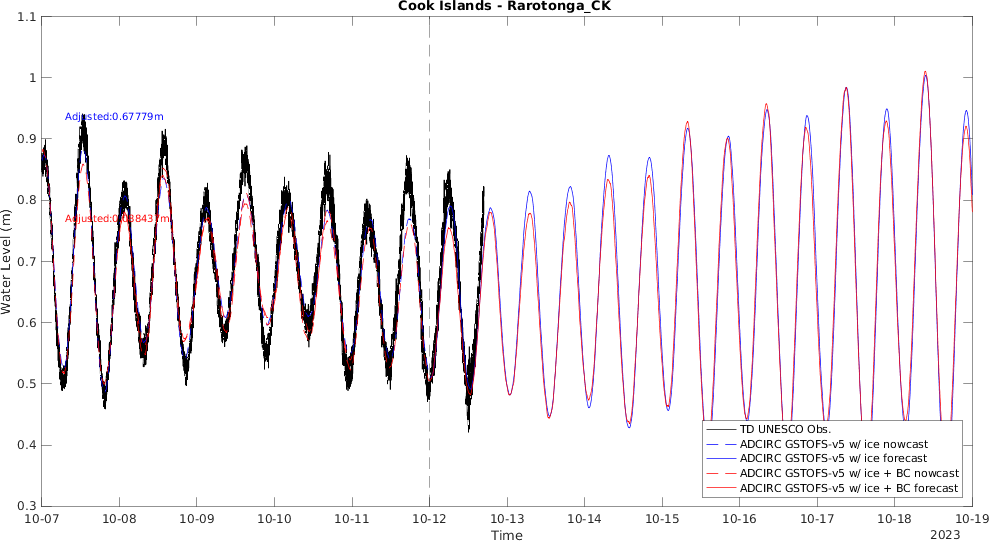 Cook Islands - Rarotonga_CK
Water Level (m)
1.1
1
0.9
0.8
0.7
0.6
0.5
0.4
0.3
Adjusted:0.67779m
TD UNESCO Obs.
ADCIRC GSTOFS-v5 w/ ice nowcast
ADCIRC GSTOFS-v5 w/ ice forecast
ADCIRC GSTOFS-v5 w/ ice + BC nowcast
ADCIRC GSTOFS-v5 w/ ice + BC forecast
10-07 10-08 10-09 10-10 10-11 10-12 10-13 10-14 10-15 10-16 10-17 10-18 10-19
Time
2023